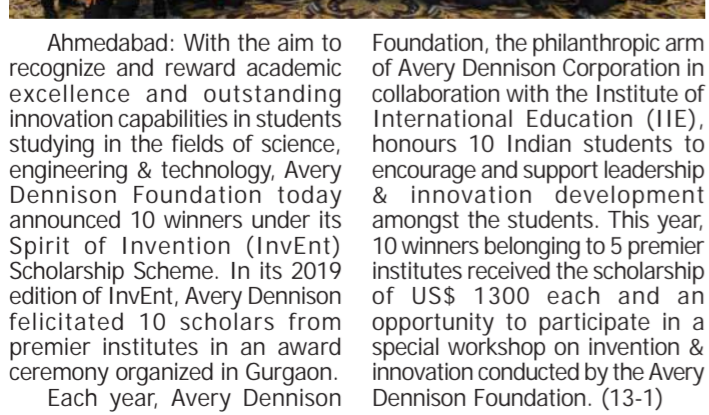 Ahmedabad: With the aim to
recognize and reward academic
excellence and outstanding
innovation capabilities in students
studying in the fields of science,
engineering & technology, Avery
Dennison Foundation today
announced 10 winners under its
Spirit of Invention (InvEnt)
Scholarship Scheme. In its 2019
edition of InvEnt, Avery Dennison
felicitated 10 scholars from
premier institutes in an award
ceremony organized in Gurgaon.
Each year, Avery Dennison
Foundation, the philanthropic arm
of Avery Dennison Corporation in
collaboration with the Institute of
International Education (IIE),
honours 10 Indian students to
encourage and support leadership
& innovation development
amongst the students. This year,
10 winners belonging to 5 premier
institutes received the scholarship
of US$ 1300 each and an
opportunity to participate in a
special workshop on invention &
innovation conducted by the Avery
Dennison Foundation. (13-1)